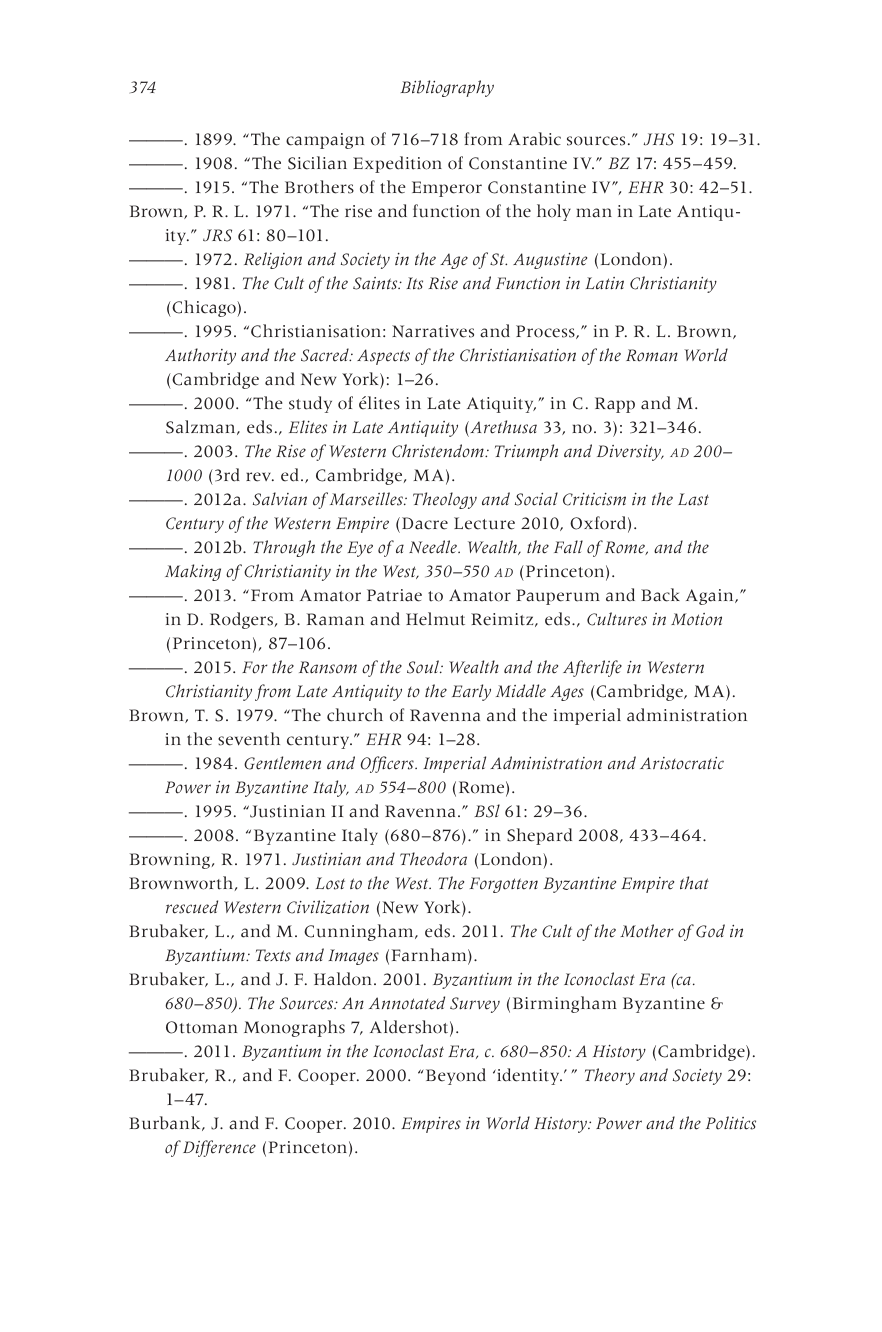 374 Bibliography
———. 1899. “The campaign of 716–718 from Arabic sources.” JHS 19: 19–31.
———. 1908. “The Sicilian Expedition of Constantine IV.” BZ 17: 455–459.
———. 1915. “The Brothers of the Emperor Constantine IV”, EHR 30: 42–51.
Brown, P. R. L. 1971. “The rise and function of the holy man in Late Antiqu-
ity.” JRS 61: 80–101.
———. 1972. Religion and Society in the Age of St. Augustine (London).
———. 1981. The Cult of the Saints: Its Rise and Function in Latin Christianity
(Chicago).
———. 1995. “Christianisation: Narratives and Process,” in P. R. L. Brown,
Authority and the Sacred: Aspects of the Christianisation of the Roman World
(Cambridge and New York): 1–26.
———. 2000. “The study of élites in Late Atiquity,” in C. Rapp and M.
Salzman, eds., Elites in Late Antiquity (Arethusa 33, no. 3): 321–346.
———. 2003. The Rise of Western Christendom: Triumph and Diversity, AD 200–
1000 (3rd rev. ed., Cambridge, MA).
———. 2012a. Salvian of Marseilles: Theology and Social Criticism in the Last
Century of the Western Empire (Dacre Lecture 2010, Oxford).
———. 2012b. Through the Eye of a Needle. Wealth, the Fall of Rome, and the
Making of Christianity in the West, 350–550 AD (Princeton).
———. 2013. “From Amator Patriae to Amator Pauperum and Back Again,”
in D. Rodgers, B. Raman and Helmut Reimitz, eds., Cultures in Motion
(Princeton), 87–106.
———. 2015. For the Ransom of the Soul: Wealth and the Afterlife in Western
Christianity from Late Antiquity to the Early Middle Ages (Cambridge, MA).
Brown, T. S. 1979. “The church of Ravenna and the imperial administration
in the seventh century.” EHR 94: 1–28.
———. 1984. Gentlemen and Officers. Imperial Administration and Aristocratic
Power in Byzantine Italy, AD 554–800 (Rome).
———. 1995. “Justinian II and Ravenna.” BSl 61: 29–36.
———. 2008. “Byzantine Italy (680–876).” in Shepard 2008, 433–464.
Browning, R. 1971. Justinian and Theodora (London).
Brownworth, L. 2009. Lost to the West. The Forgotten Byzantine Empire that
rescued Western Civilization (New York).
Brubaker, L., and M. Cunningham, eds. 2011. The Cult of the Mother of God in
Byzantium: Texts and Images (Farnham).
Brubaker, L., and J. F. Haldon. 2001. Byzantium in the Iconoclast Era (ca.
680–850). The Sources: An Annotated Survey (Birmingham Byzantine &
Ottoman Monographs 7, Aldershot).
———. 2011. Byzantium in the Iconoclast Era, c. 680–850: A History (Cambridge).
Brubaker, R., and F. Cooper. 2000. “Beyond ‘identity.’ ” Theory and Society 29:
1–47.
Burbank, J. and F. Cooper. 2010. Empires in World History: Power and the Politics
of Difference (Princeton).